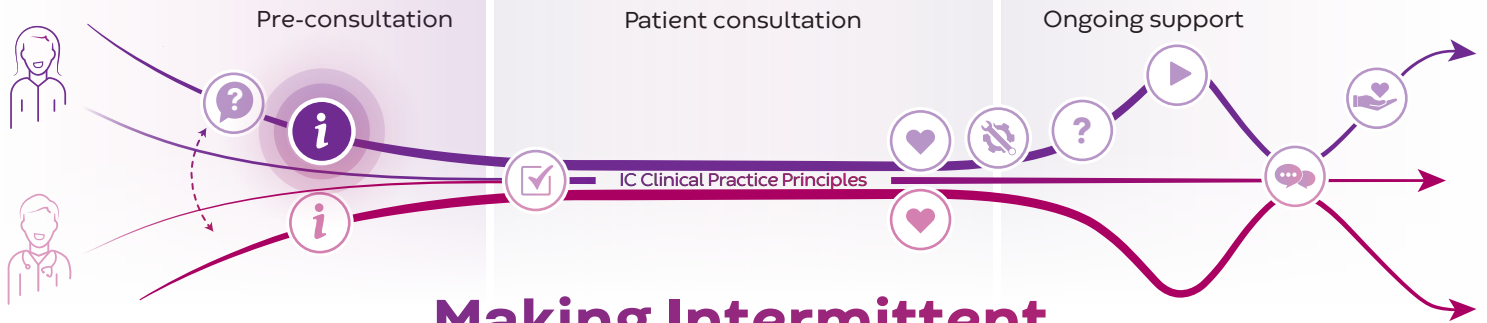 Pre-consultation
Patient consultation
Ongoing support
?
i
?
IC Clinical Practice Principles
i
Making Intermittent